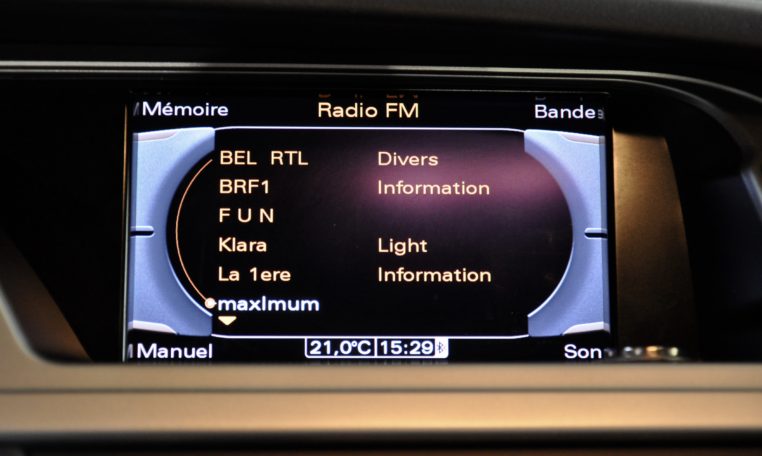 Mémoire Radio FM Bande
BEL RTL Divers
BRF1 Information
F U N
Klara Light
La 1ere Information
maxImum
Manuel 21,0°C 15:29 Son